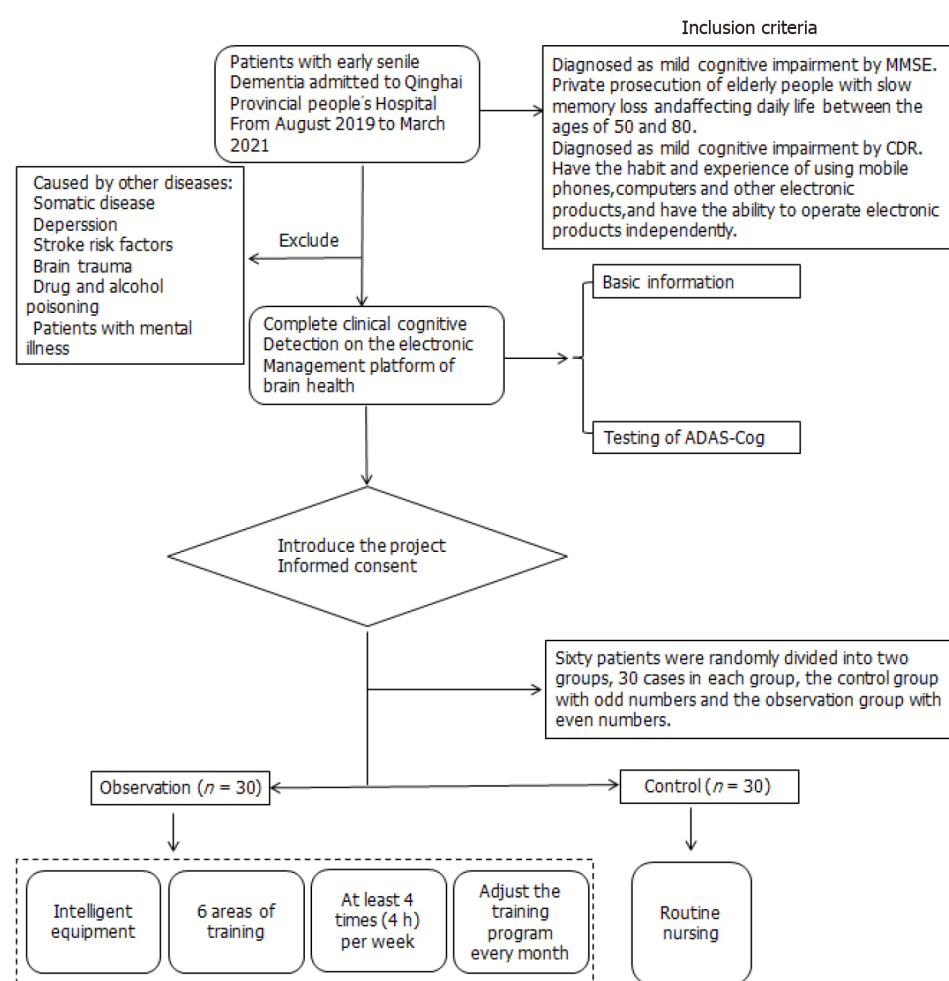 Inclusion criteria
Patients with early senile
Dementia admitted to Qinghai
Provincial people's Hospital
From August 2019 to March
2021
Diagnosed as mild cognitive impairment by MMSE.
Private prosecution of elderly people with slow
memory loss andaffecting daily life between the
ages of 50 and 80.
Diagnosed as mild cognitive impairment by CDR.
Have the habit and experience of using mobile
phones,computers and other electronic
products,and have the ability to operate electronic
products independently.
Caused by other diseases:
Somatic disease
Deperssion
Stroke risk factors
Brain trauma
Drug and alcohol
poisoning
Patients with mental
illness
Exclude
Complete clinical cognitive
Detection on the electronic
Management platform of
brain health
Basic information
Testing of ADAS-Cog
Introduce the project
Informed consent
Sixty patients were randomly divided into two
groups, 30 cases in each group, the control group
with odd numbers and the observation group with
even numbers.
Observation (n = 30)
Control (n = 30)
Intelligent
equipment
6 areas of
training
At least 4
times (4 h)
per week
Adjust the
training
program
every month
Routine
nursing